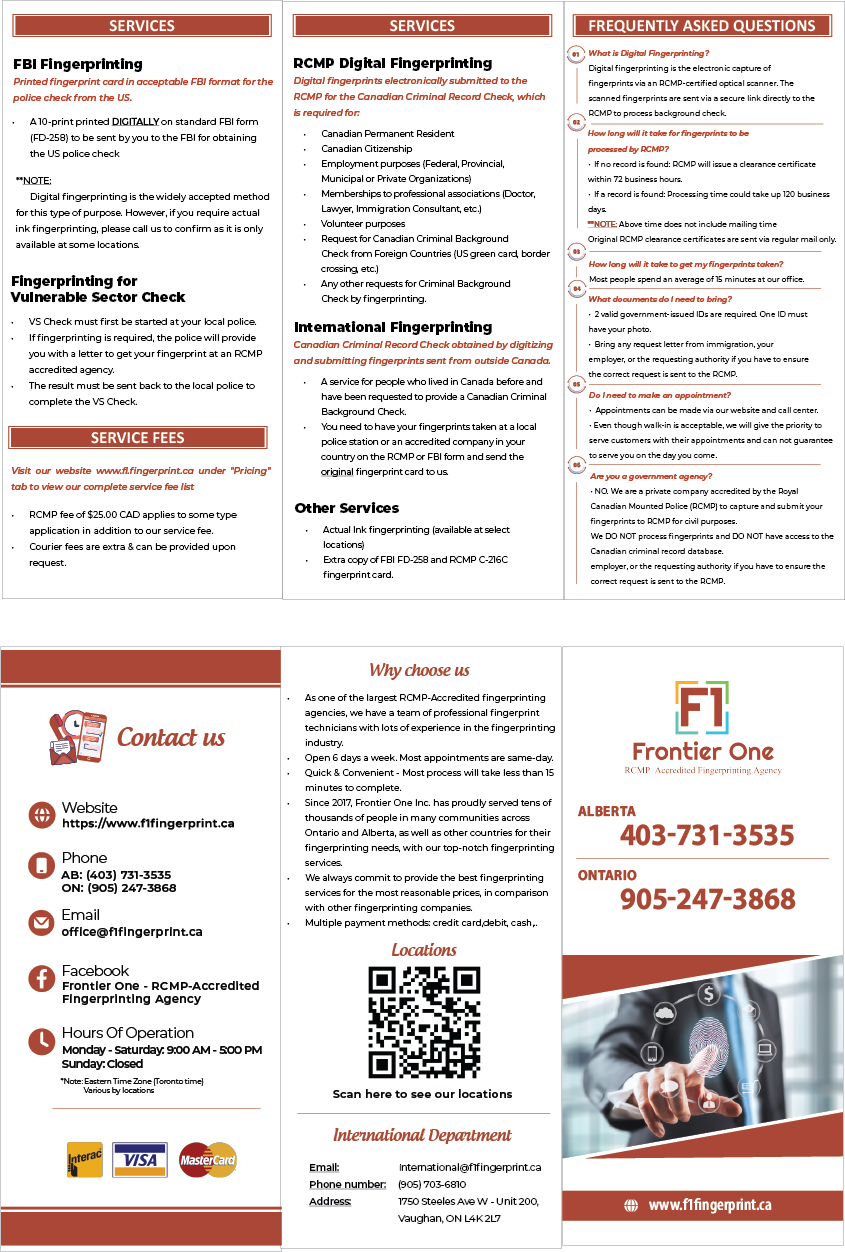 SERVICES
FBI Fingerprinting
Printed fingerprint card in acceptable FBI format for the
police check from the US.
• A 10-print printed DIGITALLY on standard FBI form
(FD-258) to be sent by you to the FBI for obtaining
the US police check
**NOTE:
Digital fingerprinting is the widely accepted method
for this type of purpose. However, if you require actual
ink fingerprinting, please call us to confirm as it is only
available at some locations.
Fingerprinting for
Vulnerable Sector Check
• VS Check must first be started at your local police.
• If fingerprinting is required, the police will provide
you with a letter to get your fingerprint at an RCMP
accredited agency.
• The result must be sent back to the local police to
complete the VS Check.
SERVICE FEES
Visit our website www.f1.fingerprint.ca under "Pricing"
tab to view our complete service fee list
• RCMP fee of $25.00 CAD applies to some type
application in addition to our service fee.
• Courier fees are extra & can be provided upon
request.
SERVICES
RCMP Digital Fingerprinting
Digital fingerprints electronically submitted to the
RCMP for the Canadian Criminal Record Check, which
is required for:
• Canadian Permanent Resident
• Canadian Citizenship
• Employment purposes (Federal, Provincial,
Municipal or Private Organizations)
• Memberships to professional associations (Doctor,
Lawyer, Immigration Consultant, etc.)
• Volunteer purposes
• Request for Canadian Criminal Background
Check from Foreign Countries (US green card, border
crossing, etc.)
• Any other requests for Criminal Background
Check by fingerprinting.
International Fingerprinting
Canadian Criminal Record Check obtained by digitizing
and submitting fingerprints sent from outside Canada.
• A service for people who lived in Canada before and
have been requested to provide a Canadian Criminal
Background Check.
• You need to have your fingerprints taken at a local
police station or an accredited company in your
country on the RCMP or FBI form and send the
original fingerprint card to us.
Other Services
• Actual Ink fingerprinting (available at select
locations)
• Extra copy of FBI FD-258 and RCMP C-216C
fingerprint card.
FREQUENTLY ASKED QUESTIONS
01 What is Digital Fingerprinting?
Digital fingerprinting is the electronic capture of
fingerprints via an RCMP-certified optical scanner. The
scanned fingerprints are sent via a secure link directly to the
RCMP to process background check.
02
How long will it take for fingerprints to be
processed by RCMP?
• If no record is found: RCMP will issue a clearance certificate
within 72 business hours.
• If a record is found: Processing time could take up 120 business
days.
**NOTE: Above time does not include mailing time
Original RCMP clearance certificates are sent via regular mail only.
03
How long will it take to get my fingerprints taken?
Most people spend an average of 15 minutes at our office.
04
What documents do I need to bring?
• 2 valid government-issued IDs are required. One ID must
have your photo.
• Bring any request letter from immigration, your
employer, or the requesting authority if you have to ensure
the correct request is sent to the RCMP.
05
Do I need to make an appointment?
• Appointments can be made via our website and call center.
• Even though walk-in is acceptable, we will give the priority to
serve customers with their appointments and can not guarantee
to serve you on the day you come.
06
Are you a government agency?
• NO. We are a private company accredited by the Royal
Canadian Mounted Police (RCMP) to capture and submit your
fingerprints to RCMP for civil purposes.
We DO NOT process fingerprints and DO NOT have access to the
Canadian criminal record database.
employer, or the requesting authority if you have to ensure the
correct request is sent to the RCMP.
Contact us
Website
https://www.f1fingerprint.ca
Phone
AB: (403) 731-3535
ON: (905) 247-3868
Email
office@f1fingerprint.ca
Facebook
Frontier One - RCMP-Accredited
Fingerprinting Agency
Hours Of Operation
Monday - Saturday: 9:00 AM - 5:00 PM
Sunday: Closed
*Note: Eastern Time Zone (Toronto time)
Various by locations
Interac VISA MasterCard
Why choose us
• As one of the largest RCMP-Accredited fingerprinting
agencies, we have a team of professional fingerprint
technicians with lots of experience in the fingerprinting
industry.
• Open 6 days a week. Most appointments are same-day.
• Quick & Convenient - Most process will take less than 15
minutes to complete.
• Since 2017, Frontier One Inc. has proudly served tens of
thousands of people in many communities across
Ontario and Alberta, as well as other countries for their
fingerprinting needs, with our top-notch fingerprinting
services.
• We always commit to provide the best fingerprinting
services for the most reasonable prices, in comparison
with other fingerprinting companies.
• Multiple payment methods: credit card,debit, cash,..
Locations
Scan here to see our locations
International Department
Email: International@f1fingerprint.ca
Phone number: (905) 703-6810
Address: 1750 Steeles Ave W - Unit 200,
Vaughan, ON L4K 2L7
F1
Frontier One
RCMP-Accredited Fingerprinting Agency
ALBERTA
403-731-3535
ONTARIO
905-247-3868
$
www.f1fingerprint.ca